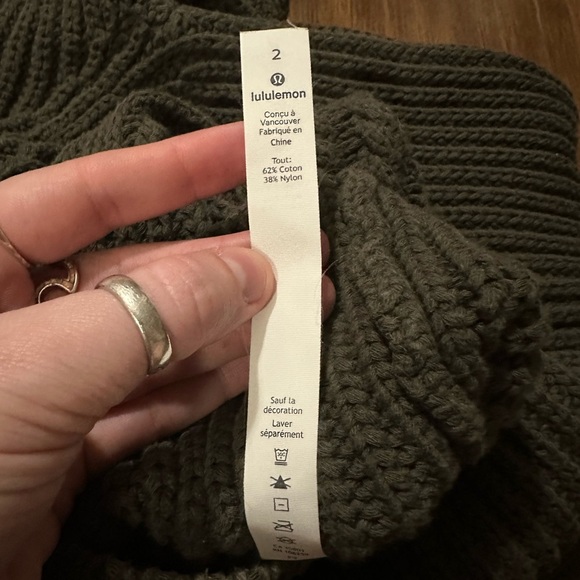 2
lululemon
Conçu à
Vancouver
Fabriqué en
Chine
Tout:
62% Coton
38% Nylon
Sauf la
décoration
Laver
séparément